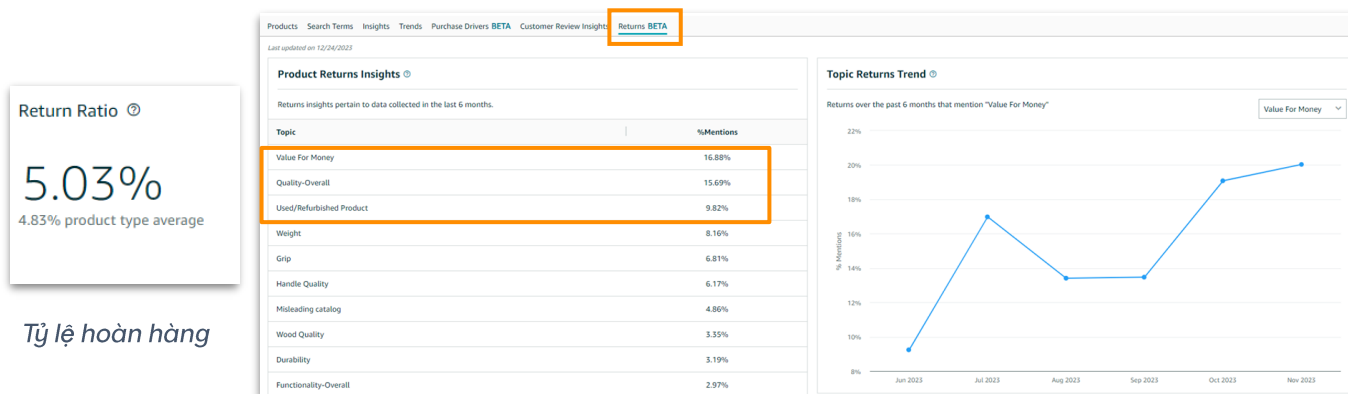 Return Ratio
5.03%
4.83% product type average
Tỷ lệ hoàn hàng
Products Search Terms Insights Trends Purchase Drivers BETA Customer Review Insights Returns BETA
Last updated on 12/24/2023
Product Returns Insights
Returns insights pertain to data collected in the last 6 months.
Topic %Mentions
Value For Money 16.88%
Quality-Overall 15.69%
Used/Refurbished Product 9.82%
Weight 8.16%
Grip 6.81%
Handle Quality 6.17%
Misleading catalog 4.86%
Wood Quality 3.35%
Durability 3.19%
Functionality-Overall 2.97%
Topic Returns Trend
Returns over the past 6 months that mention "Value For Money"
Value For Money
22%
20%
18%
16%
14%
12%
10%
8%
% Mentions
Jun 2023 Jul 2023 Aug 2023 Sep 2023 Oct 2023 Nov 2023